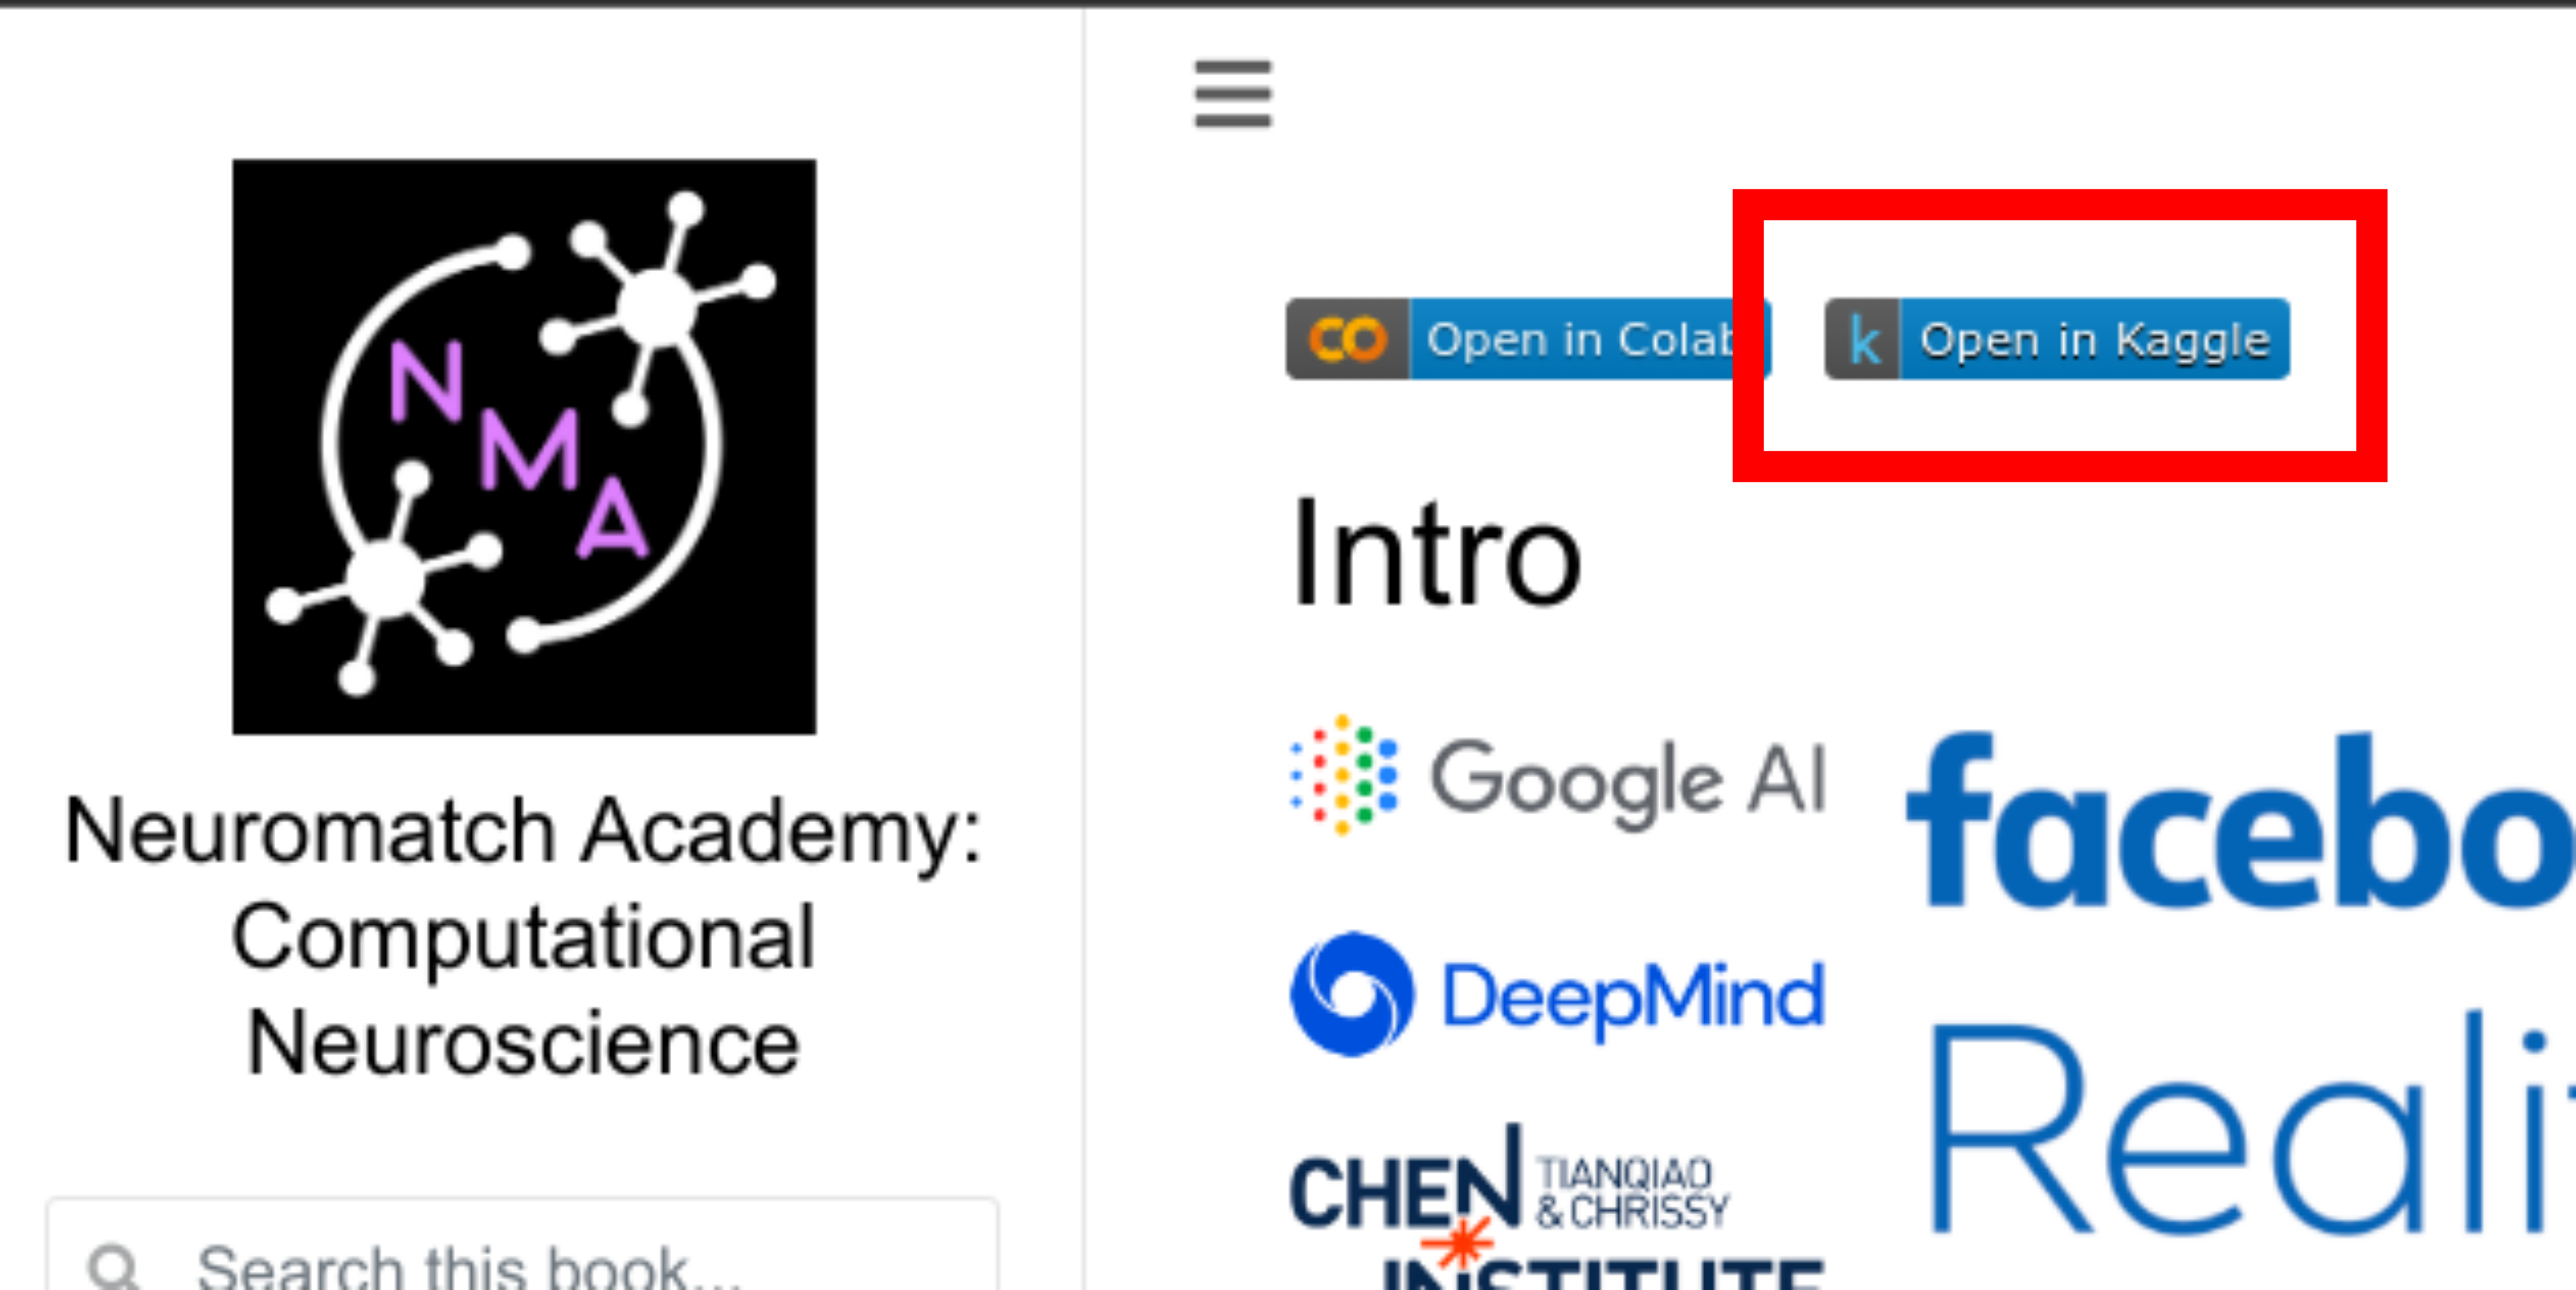 N
M
A
Neuromatch Academy:
Computational
Neuroscience
Search this book...
CO Open in Colab
k Open in Kaggle
Intro
Google AI
facebo
DeepMind
Reali
CHEN TIANQIAO
& CHRISSY
INSTITUTE